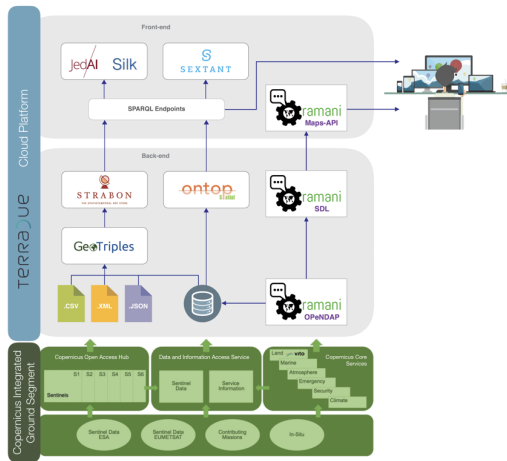 Front-end
JedAI
Silk
SEXTANT
SPARQL Endpoints
ramani
Maps-API
Cloud Platform
TERRADUE
Back-end
STRABON
ontop
ramani
SDL
GeoTriples
.CSV
.XML
.JSON
ramani
OPeNDAP
Copernicus Integrated
Ground Segment
Copernicus Open Access Hub
S1 S2 S3 S4 S5 S6
Sentinels
Data and Information Access Service
Sentinel
Data
Service
Information
Copernicus Core
Services
Land
vito
Marine
Atmosphere
Emergency
Security
Climate
Sentinel Data
ESA
Sentinel Data
EUMETSAT
Contributing
Missions
In-Situ